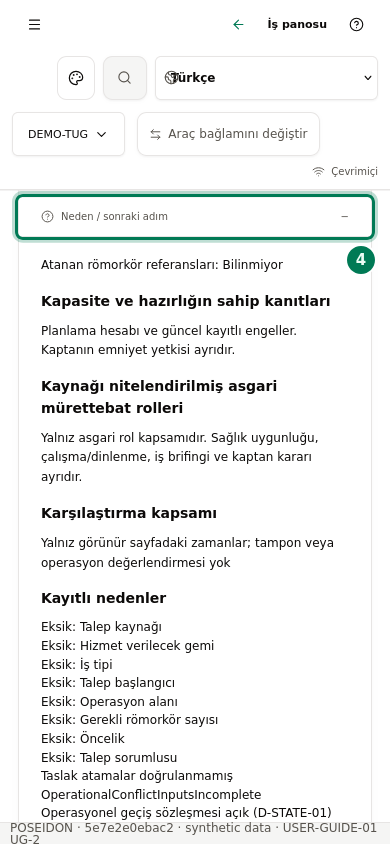 İş panosu
Türkçe
DEMO-TUG
Araç bağlamını değiştir
Çevrimiçi
Neden / sonraki adım
4
Atanan römorkör referansları: Bilinmiyor
Kapasite ve hazırlığın sahip kanıtları
Planlama hesabı ve güncel kayıtlı engeller.
Kaptanın emniyet yetkisi ayrıdır.
Kaynağı nitelendirilmiş asgari
mürettebat rolleri
Yalnız asgari rol kapsamıdır. Sağlık uygunluğu,
çalışma/dinlenme, iş brifingi ve kaptan kararı
ayrıdır.
Karşılaştırma kapsamı
Yalnız görünür sayfadaki zamanlar; tampon veya
operasyon değerlendirmesi yok
Kayıtlı nedenler
Eksik: Talep kaynağı
Eksik: Hizmet verilecek gemi
Eksik: İş tipi
Eksik: Talep başlangıcı
Eksik: Operasyon alanı
Eksik: Gerekli römorkör sayısı
Eksik: Öncelik
Eksik: Talep sorumlusu
Taslak atamalar doğrulanmamış
OperationalConflictInputsIncomplete
Operasyonel geçiş sözleşmesi açık (D-STATE-01)
POSEIDON · 5e7e2e0ebac2 · synthetic data · USER-GUIDE-01
UG-2